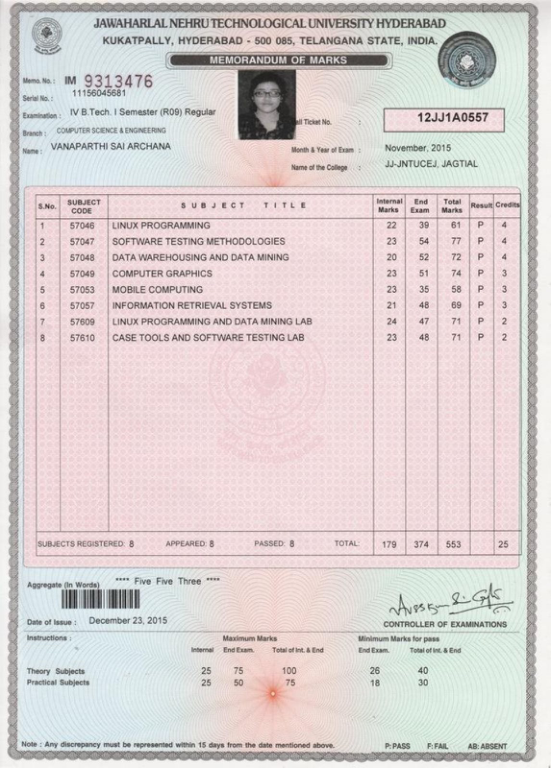 JAWAHARLAL NEHRU TECHNOLOGICAL UNIVERSITY HYDERABAD
KUKATPALLY, HYDERABAD - 500 085, TELANGANA STATE, INDIA.
MEMORANDUM OF MARKS
Memo. No. : IM 9313476
Serial No. : 11156045681
Examination : IV B.Tech. I Semester (R09) Regular
all Ticket No. : 12JJ1A0557
Branch : COMPUTER SCIENCE & ENGINEERING
Name : VANAPARTHI SAI ARCHANA
Month & Year of Exam : November, 2015
Name of the College : JJ-JNTUCEJ, JAGTIAL
S.No. SUBJECT CODE SUBJECT TITLE Internal Marks End Exam Total Marks Result Credits
1 57046 LINUX PROGRAMMING 22 39 61 P 4
2 57047 SOFTWARE TESTING METHODOLOGIES 23 54 77 P 4
3 57048 DATA WAREHOUSING AND DATA MINING 20 52 72 P 4
4 57049 COMPUTER GRAPHICS 23 51 74 P 3
5 57053 MOBILE COMPUTING 23 35 58 P 3
6 57057 INFORMATION RETRIEVAL SYSTEMS 21 48 69 P 3
7 57609 LINUX PROGRAMMING AND DATA MINING LAB 24 47 71 P 2
8 57610 CASE TOOLS AND SOFTWARE TESTING LAB 23 48 71 P 2
SUBJECTS REGISTERED: 8 APPEARED: 8 PASSED: 8 TOTAL: 179 374 553 25
Aggregate (In Words) **** Five Five Three ****
Date of Issue : December 23, 2015
CONTROLLER OF EXAMINATIONS
Instructions : Maximum Marks Minimum Marks for pass
Internal End Exam. Total of Int. & End End Exam. Total of Int. & End
Theory Subjects 25 75 100 26 40
Practical Subjects 25 50 75 18 30
Note : Any discrepancy must be represented within 15 days from the date mentioned above. P: PASS F: FAIL AB: ABSENT